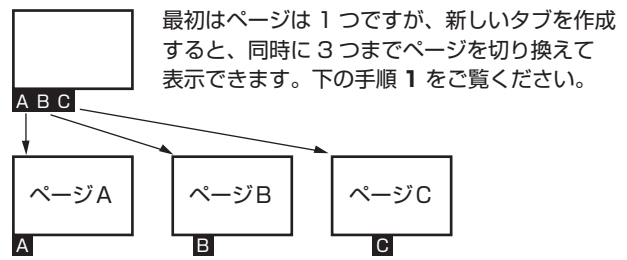 最初はページは 1 つですが、新しいタブを作成
すると、同時に 3 つまでページを切り換えて
表示できます。下の手順 1 をご覧ください。
A B C
ページA ページB ページC
A B C